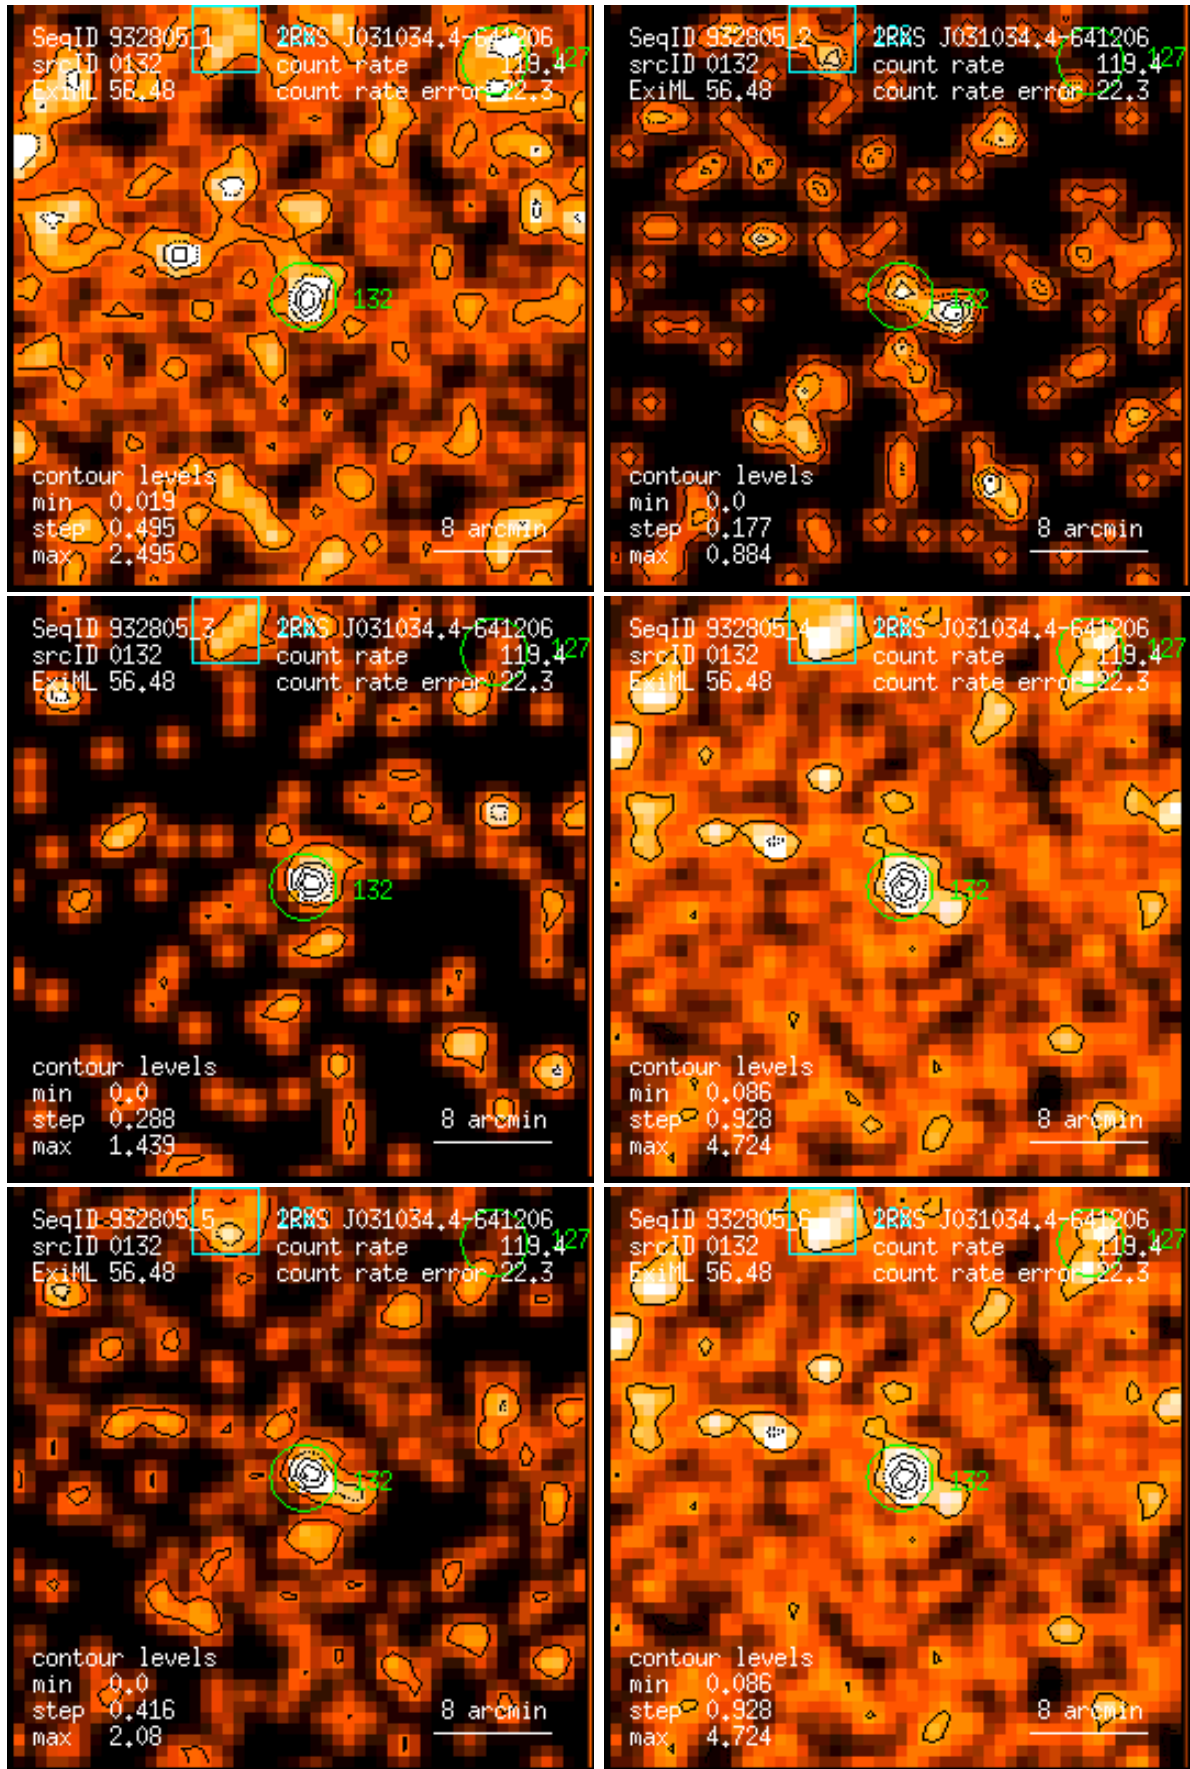 SeqID 932805_1 2RXS J031034.4-641206
srcID 0132 count rate 119.4 127
ExiML 56.48 count rate error 22.3
132
contour levels
min 0.019
step 0.495 8 arcmin
max 2.495
SeqID 932805_2 2RXS J031034.4-641206
srcID 0132 count rate 119.4 127
ExiML 56.48 count rate error 22.3
132
contour levels
min 0.0
step 0.177 8 arcmin
max 0.884
SeqID 932805_3 2RXS J031034.4-641206
srcID 0132 count rate 119.4 127
ExiML 56.48 count rate error 22.3
132
contour levels
min 0.0
step 0.288 8 arcmin
max 1.439
SeqID 932805_4 2RXS J031034.4-641206
srcID 0132 count rate 119.4 127
ExiML 56.48 count rate error 22.3
132
contour levels
min 0.086
step 0.928 8 arcmin
max 4.724
SeqID 932805_5 2RXS J031034.4-641206
srcID 0132 count rate 119.4 127
ExiML 56.48 count rate error 22.3
132
contour levels
min 0.0
step 0.416 8 arcmin
max 2.08
SeqID 932805_6 2RXS J031034.4-641206
srcID 0132 count rate 119.4 127
ExiML 56.48 count rate error 22.3
132
contour levels
min 0.086
step 0.928 8 arcmin
max 4.724